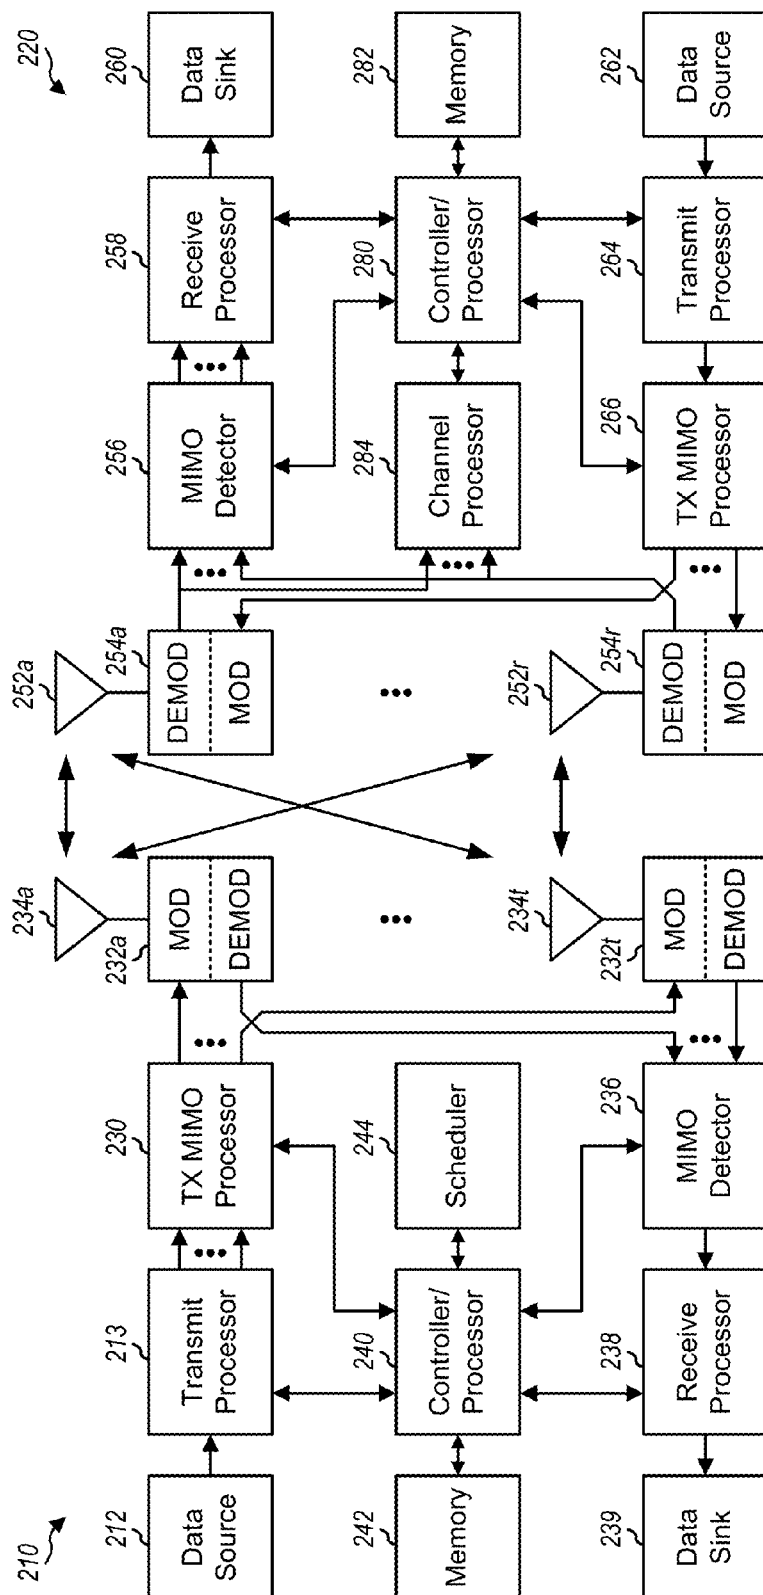 210
220
212
Data
Source
213
Transmit
Processor
230
TX MIMO
Processor
232a
MOD
DEMOD
234a
252a
254a
DEMOD
MOD
256
MIMO
Detector
258
Receive
Processor
260
Data
Sink
242
Memory
240
Controller/
Processor
244
Scheduler
284
Channel
Processor
280
Controller/
Processor
282
Memory
239
Data
Sink
238
Receive
Processor
236
MIMO
Detector
232t
MOD
DEMOD
234t
252r
254r
DEMOD
MOD
266
TX MIMO
Processor
264
Transmit
Processor
262
Data
Source